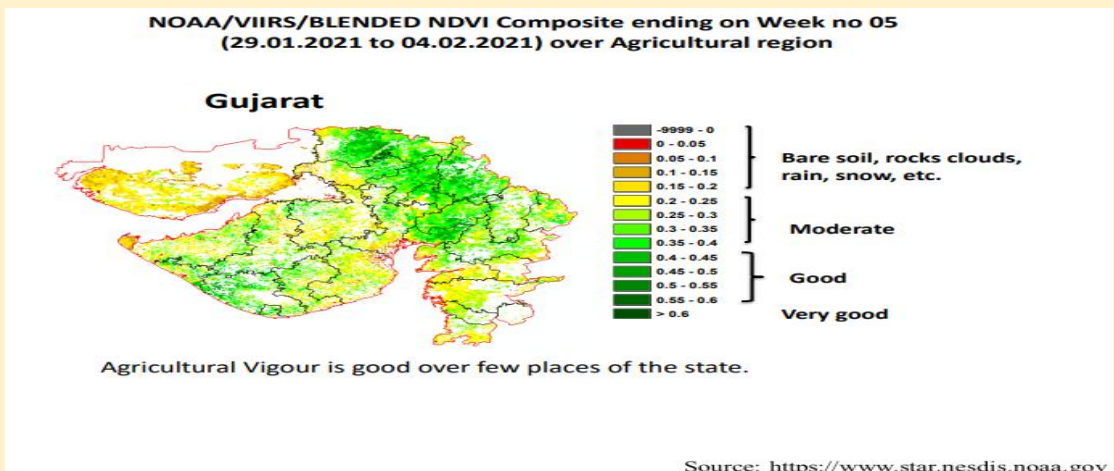 NOAA/VIIRS/BLENDED NDVI Composite ending on Week no 05
(29.01.2021 to 04.02.2021) over Agricultural region
Gujarat
-9999 - 0
0 - 0.05
0.05 - 0.1
0.1 - 0.15
0.15 - 0.2
0.2 - 0.25
0.25 - 0.3
0.3 - 0.35
0.35 - 0.4
0.4 - 0.45
0.45 - 0.5
0.5 - 0.55
0.55 - 0.6
> 0.6
Bare soil, rocks clouds,
rain, snow, etc.
Moderate
Good
Very good
Agricultural Vigour is good over few places of the state.
Source: https://www.star.nesdis.noaa.gov